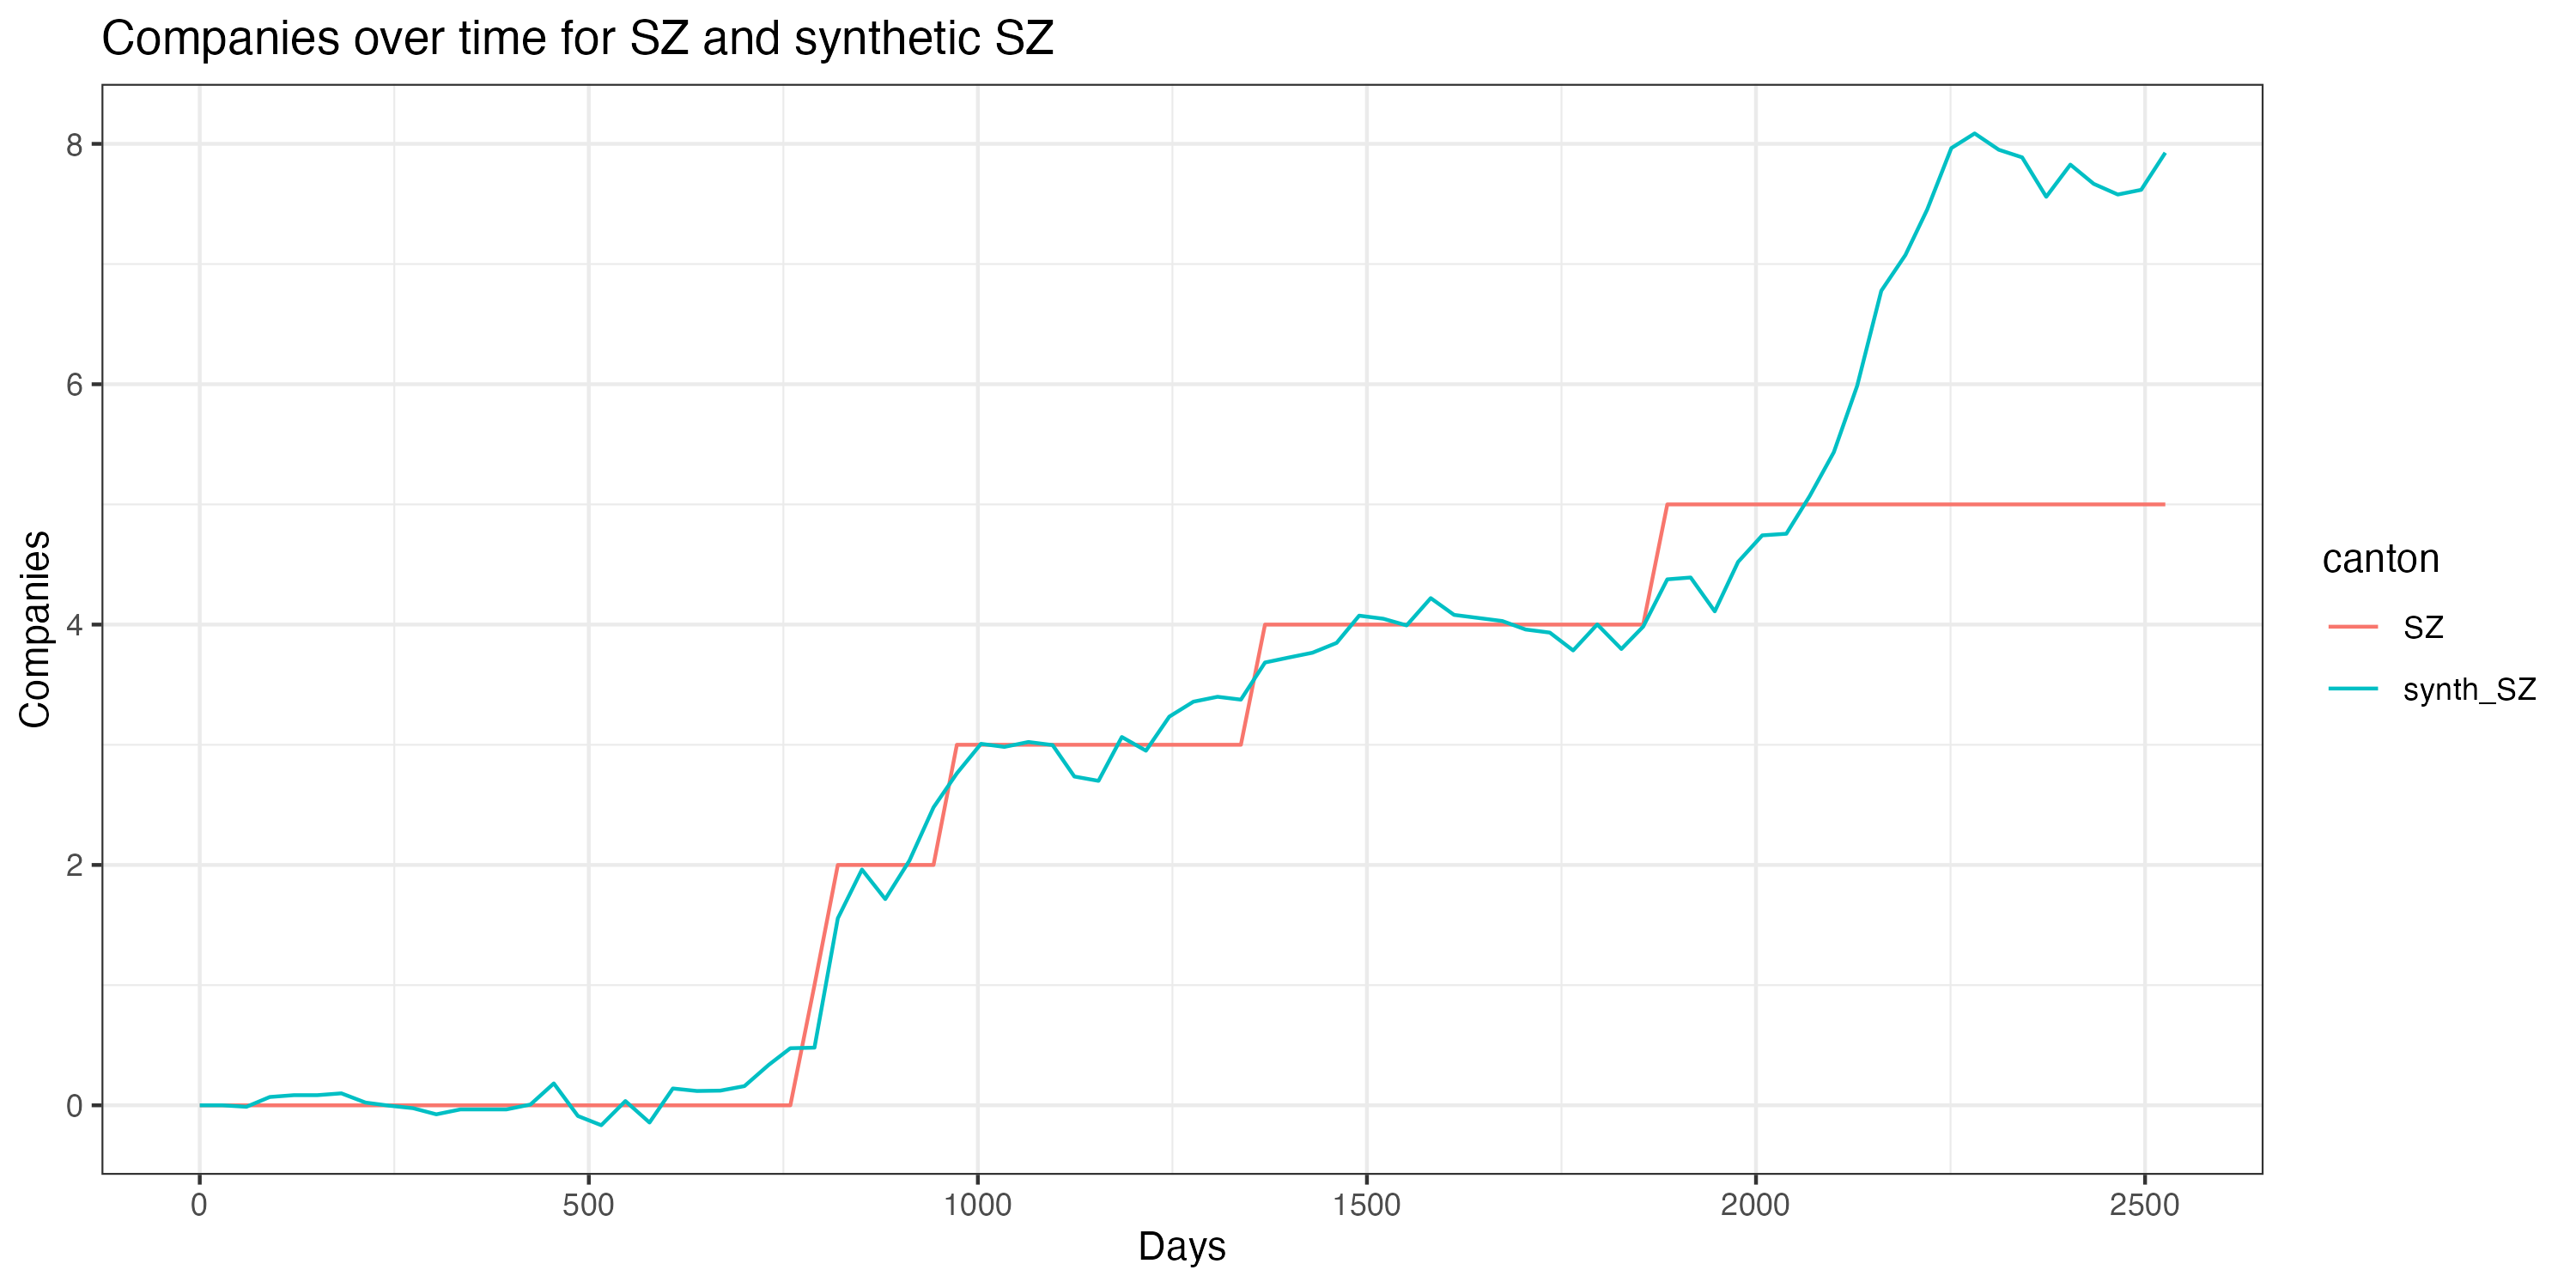 Companies over time for SZ and synthetic SZ
8
6
4
2
0
Companies
0 500 1000 1500 2000 2500
Days
canton
SZ
synth_SZ